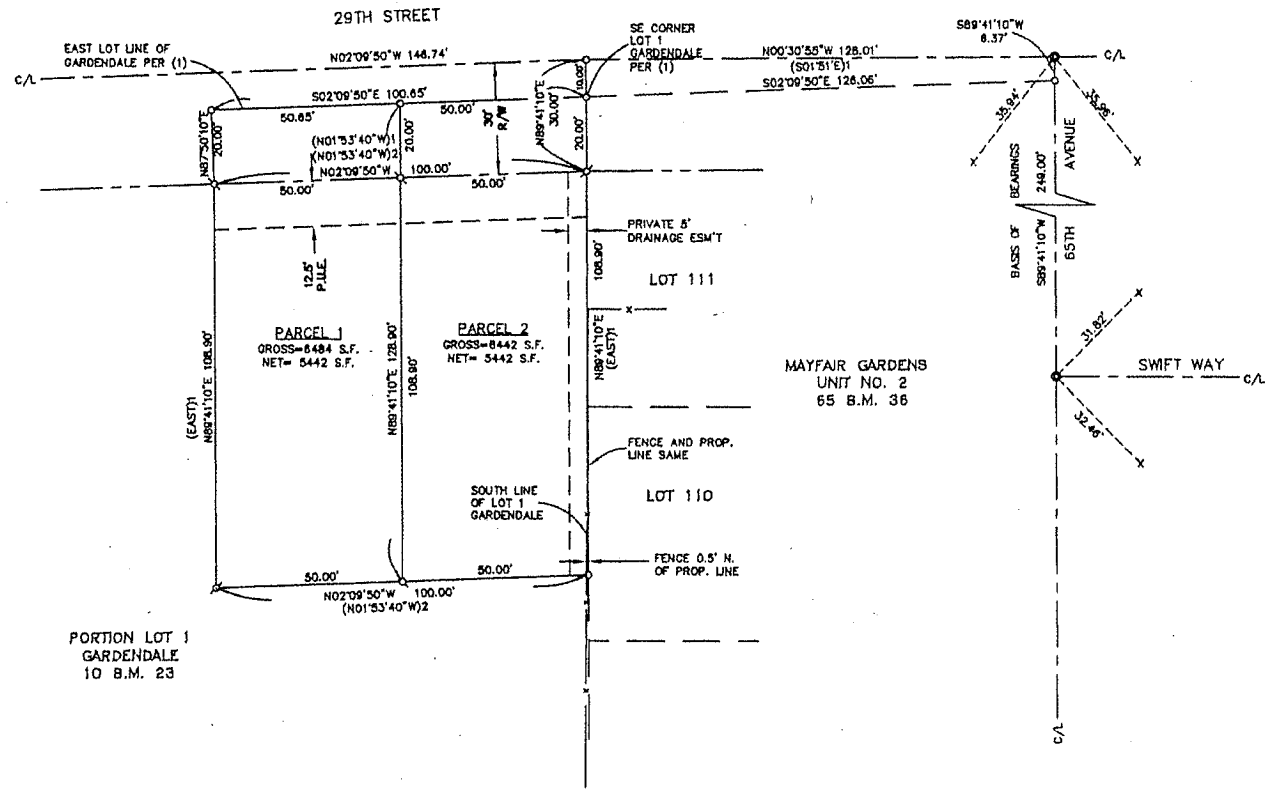 29TH STREET
EAST LOT LINE OF
GARDENDALE PER (1)
C/L
N02°09'50"W 146.74'
SE CORNER
LOT 1
GARDENDALE
PER (1)
S89°41'10"W
6.37'
N00°30'55"W 128.01'
(S01°51'E)1
S02°09'50"E 126.06'
C/L
S02°09'50"E 100.65'
50.65'
50.00'
N87°50'10"E
20.00'
(N01°53'40"W)1
(N01°53'40"W)2
20.00'
N02°09'50"W
100.00'
50.00'
50.00'
30'
R/W
N89°41'10"E
30.00'
10.00'
20.00'
35.94'
35.96'
BASIS OF BEARINGS
S89°41'10"W 249.00'
65TH AVENUE
12.5'
P.U.E.
PRIVATE 5'
DRAINAGE ESM'T
LOT 111
108.90'
N89°41'10"E
(EAST)1
PARCEL 1
GROSS=6484 S.F.
NET= 5442 S.F.
PARCEL 2
GROSS=6442 S.F.
NET= 5442 S.F.
(EAST)1
N89°41'10"E 108.90'
N89°41'10"E 128.90'
108.90'
MAYFAIR GARDENS
UNIT NO. 2
65 B.M. 36
31.82'
SWIFT WAY
C/L
32.46'
FENCE AND PROP.
LINE SAME
SOUTH LINE
OF LOT 1
GARDENDALE
LOT 110
FENCE 0.5' N.
OF PROP. LINE
50.00'
50.00'
N02°09'50"W
100.00'
(N01°53'40"W)2
PORTION LOT 1
GARDENDALE
10 B.M. 23
C/L